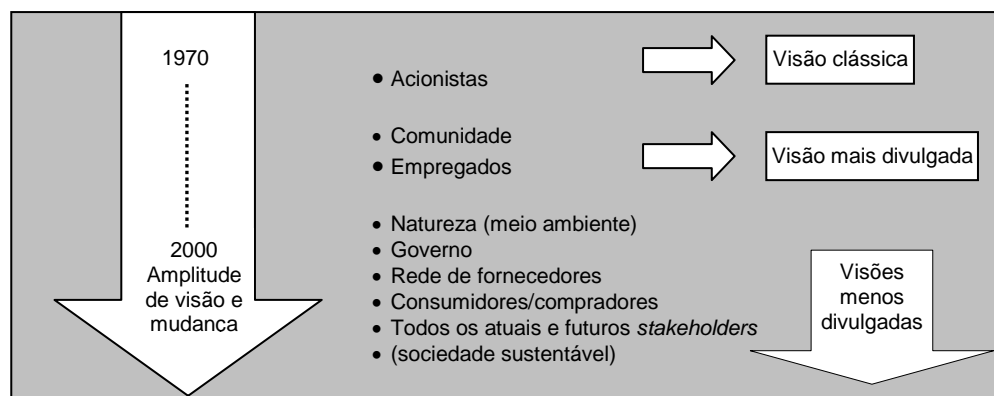 1970
2000
Amplitude
de visão e
mudanca
• Acionistas
• Comunidade
• Empregados
• Natureza (meio ambiente)
• Governo
• Rede de fornecedores
• Consumidores/compradores
• Todos os atuais e futuros stakeholders
• (sociedade sustentável)
Visão clássica
Visão mais divulgada
Visões
menos
divulgadas